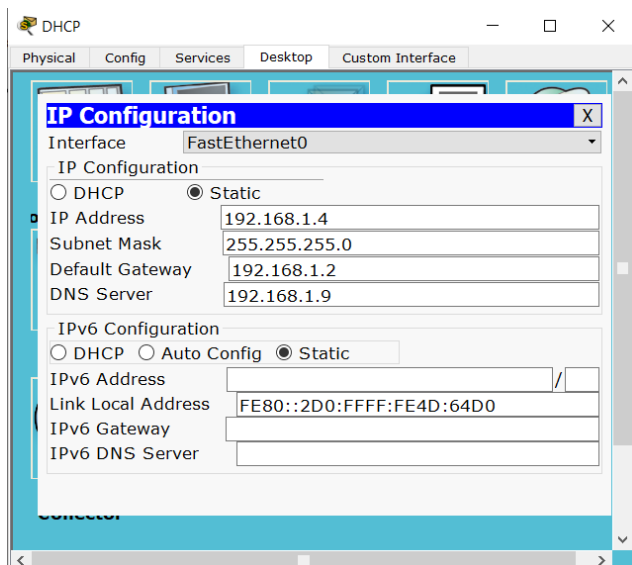 DHCP
Physical Config Services Desktop Custom Interface
IP Configuration X
Interface FastEthernet0
IP Configuration
DHCP Static
IP Address 192.168.1.4
Subnet Mask 255.255.255.0
Default Gateway 192.168.1.2
DNS Server 192.168.1.9
IPv6 Configuration
DHCP Auto Config Static
IPv6 Address /
Link Local Address FE80::2D0:FFFF:FE4D:64D0
IPv6 Gateway
IPv6 DNS Server
Collector